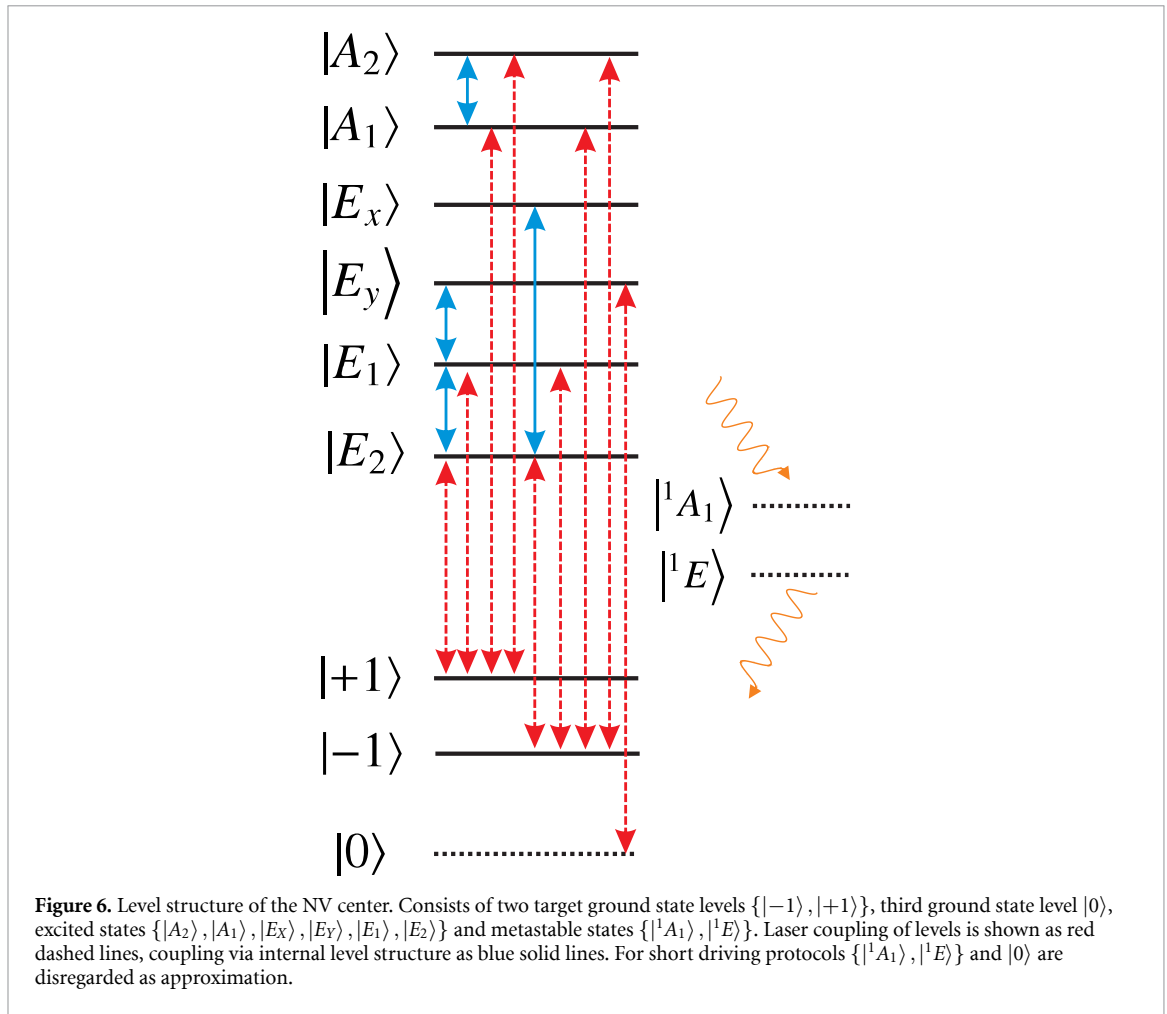 |A₂⟩
|A₁⟩
|Eₓ⟩
|E_y⟩
|E₁⟩
|E₂⟩
|¹A₁⟩
|¹E⟩
|+1⟩
|−1⟩
|0⟩
Figure 6. Level structure of the NV center. Consists of two target ground state levels {|−1⟩, |+1⟩}, third ground state level |0⟩,
excited states {|A₂⟩, |A₁⟩, |E_X⟩, |E_Y⟩, |E₁⟩, |E₂⟩} and metastable states {|¹A₁⟩, |¹E⟩}. Laser coupling of levels is shown as red
dashed lines, coupling via internal level structure as blue solid lines. For short driving protocols {|¹A₁⟩, |¹E⟩} and |0⟩ are
disregarded as approximation.